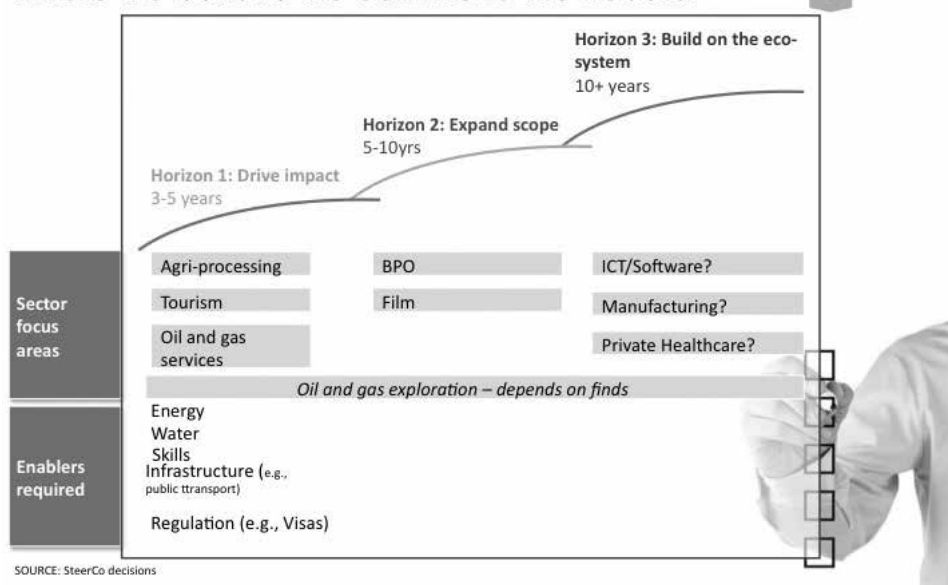 Horizon 3: Build on the eco-
system
10+ years
Horizon 2: Expand scope
5-10yrs
Horizon 1: Drive impact
3-5 years
Sector
focus
areas
Agri-processing
Tourism
Oil and gas
services
BPO
Film
ICT/Software?
Manufacturing?
Private Healthcare?
Oil and gas exploration – depends on finds
Enablers
required
Energy
Water
Skills
Infrastructure (e.g.,
public ttransport)
Regulation (e.g., Visas)
SOURCE: SteerCo decisions